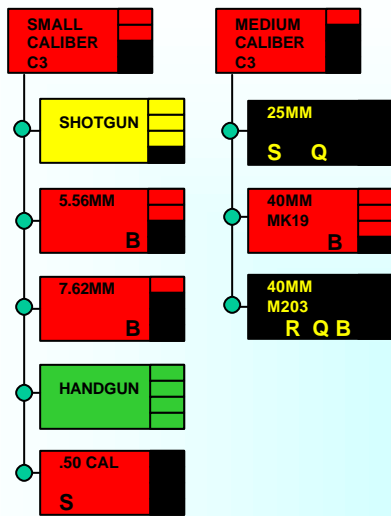 SMALL
CALIBER
C3
SHOTGUN
5.56MM
B
7.62MM
B
HANDGUN
.50 CAL
S
MEDIUM
CALIBER
C3
25MM
S Q
40MM
MK19
B
40MM
M203
R Q B